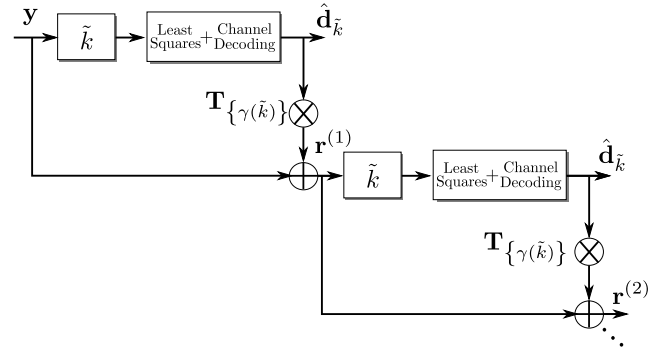 y
k̃
Least Squares + Channel Decoding
d̂_k̃
T_{γ(k̃)}
r^(1)
k̃
Least Squares + Channel Decoding
d̂_k̃
T_{γ(k̃)}
r^(2)